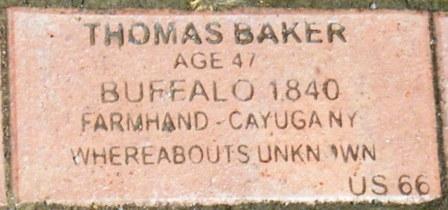 THOMAS BAKER
AGE 47
BUFFALO 1840
FARMHAND - CAYUGA NY
WHEREABOUTS UNKNOWN
US 66